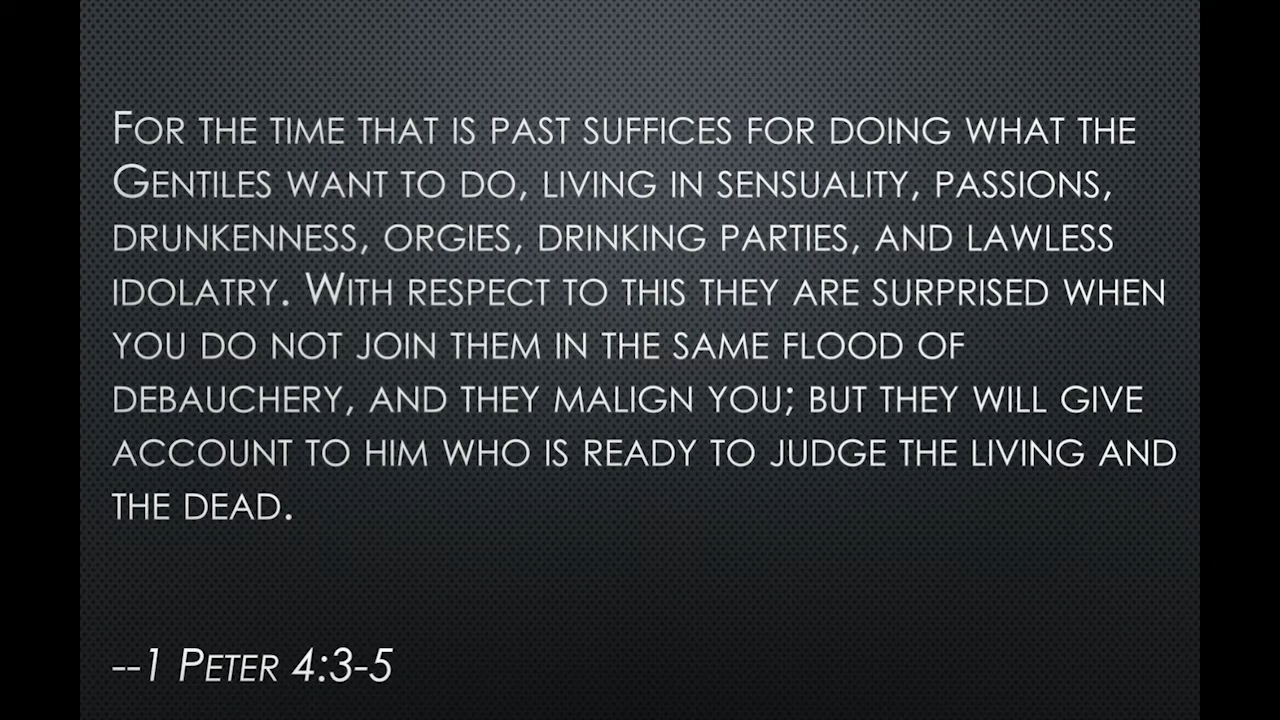 For the time that is past suffices for doing what the
Gentiles want to do, living in sensuality, passions,
drunkenness, orgies, drinking parties, and lawless
idolatry. With respect to this they are surprised when
you do not join them in the same flood of
debauchery, and they malign you; but they will give
account to him who is ready to judge the living and
the dead.
--1 Peter 4:3-5